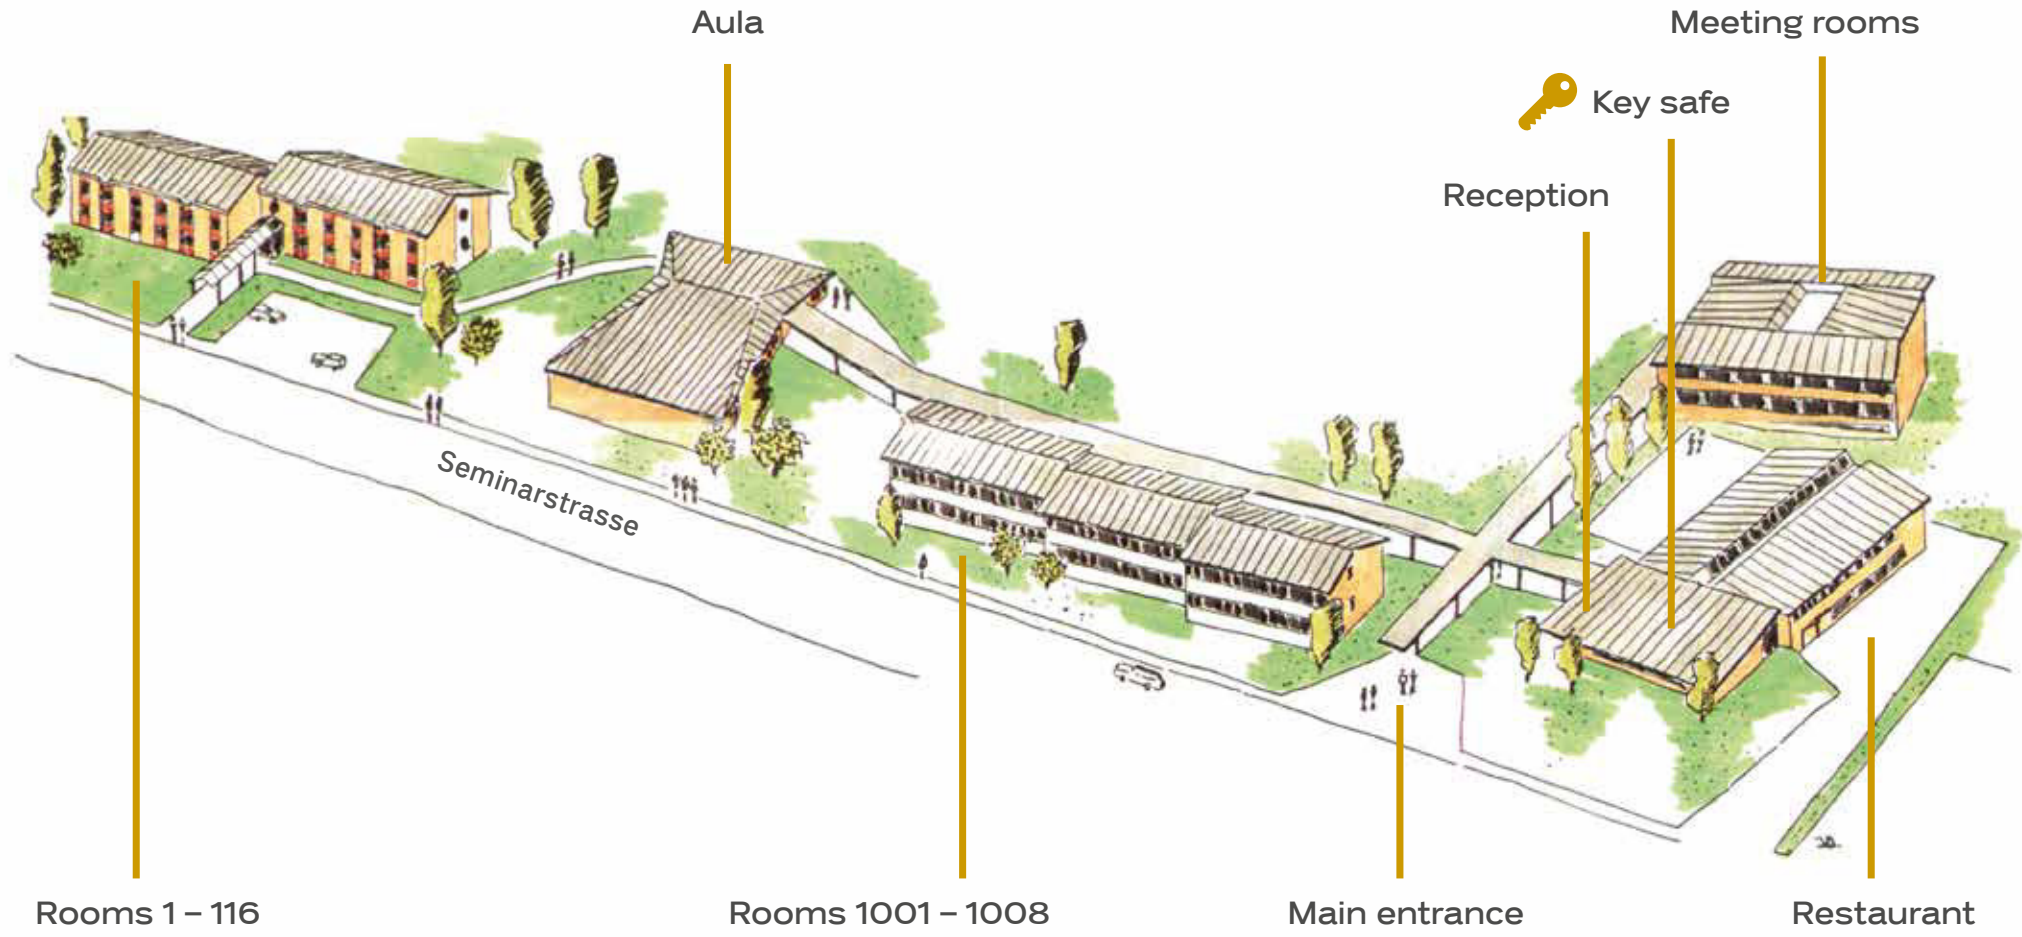 Aula
Meeting rooms
Key safe
Reception
Seminarstrasse
Rooms 1 – 116
Rooms 1001 – 1008
Main entrance
Restaurant